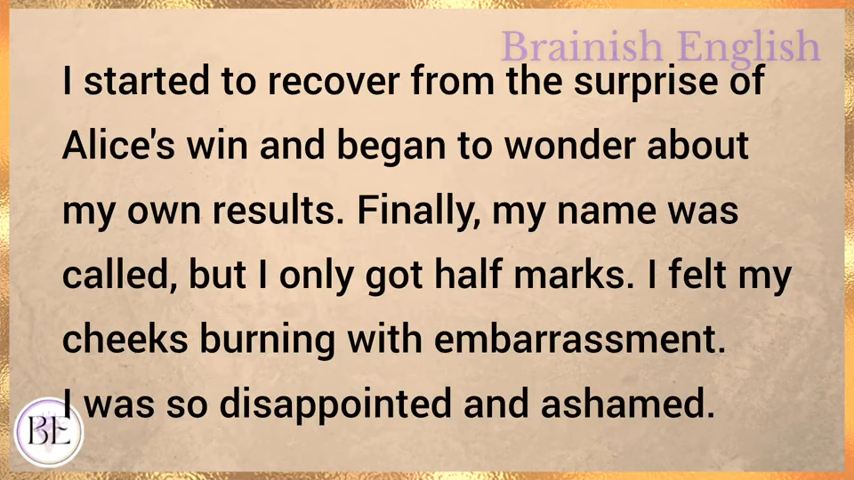 Brainish English
I started to recover from the surprise of
Alice's win and began to wonder about
my own results. Finally, my name was
called, but I only got half marks. I felt my
cheeks burning with embarrassment.
I was so disappointed and ashamed.
BE